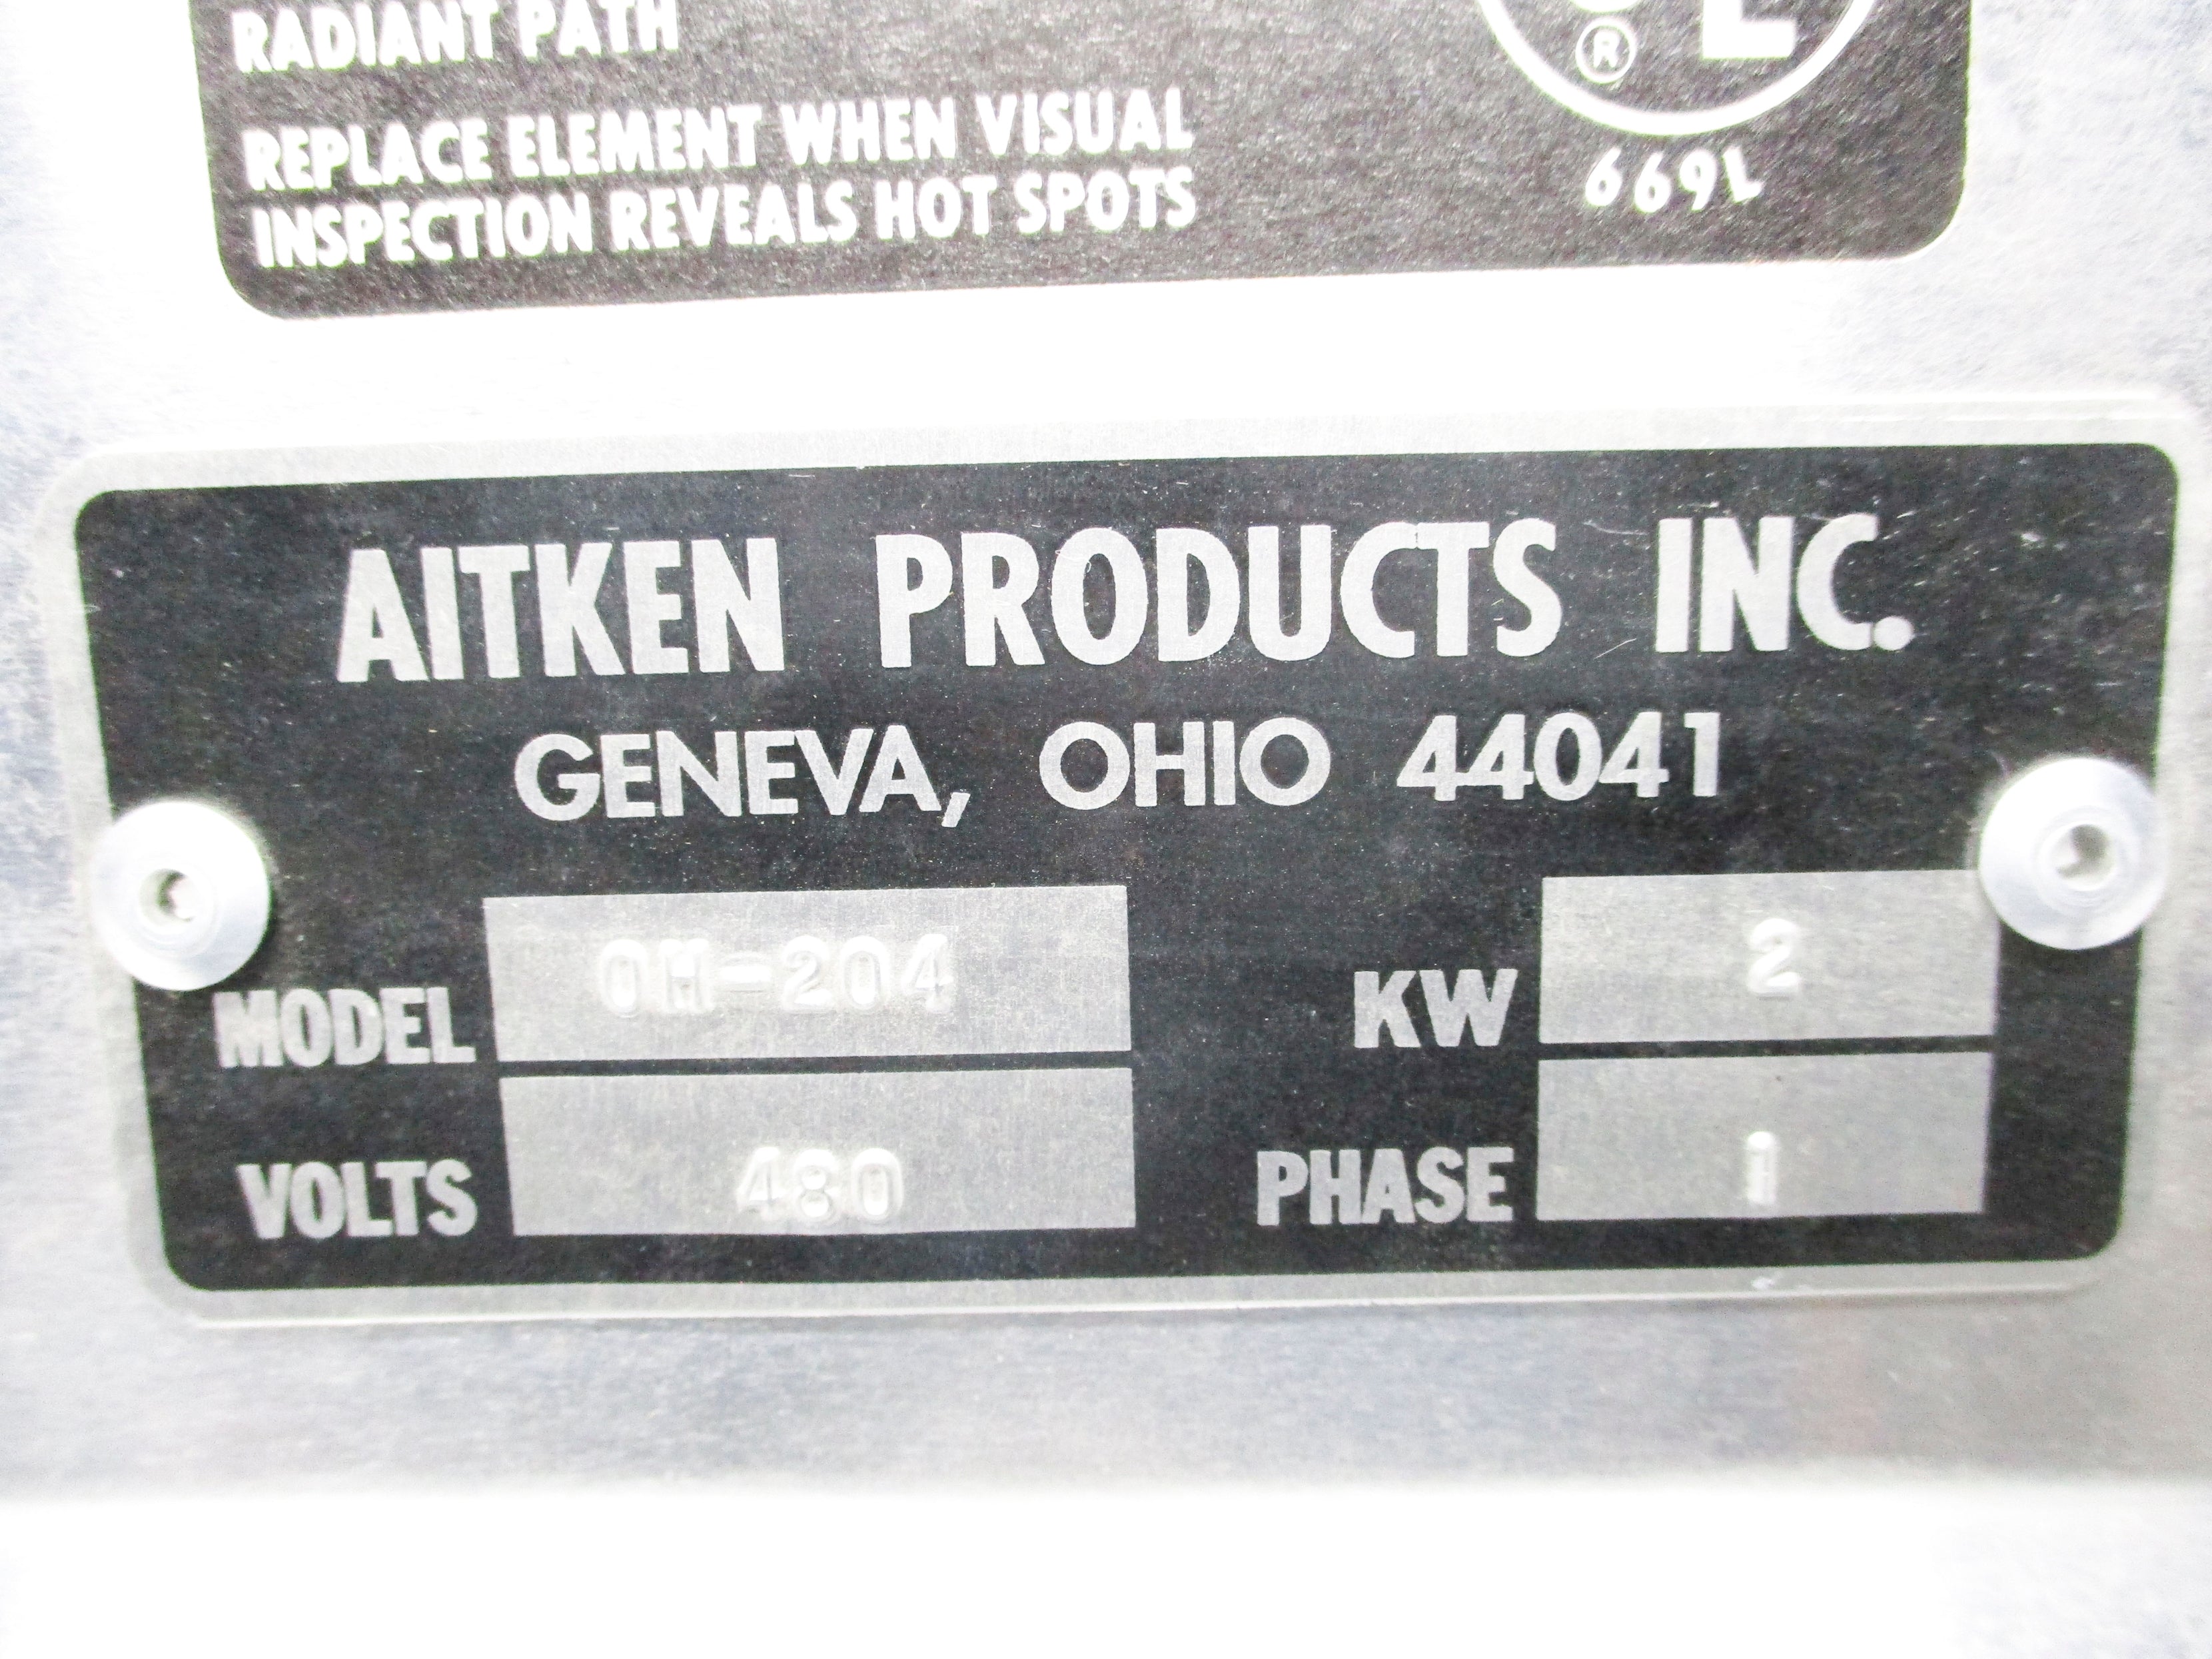 RADIANT PATH
REPLACE ELEMENT WHEN VISUAL
INSPECTION REVEALS HOT SPOTS
L
®
669L
AITKEN PRODUCTS INC.
GENEVA, OHIO 44041
MODEL OM-204
KW 2
VOLTS 480
PHASE 1